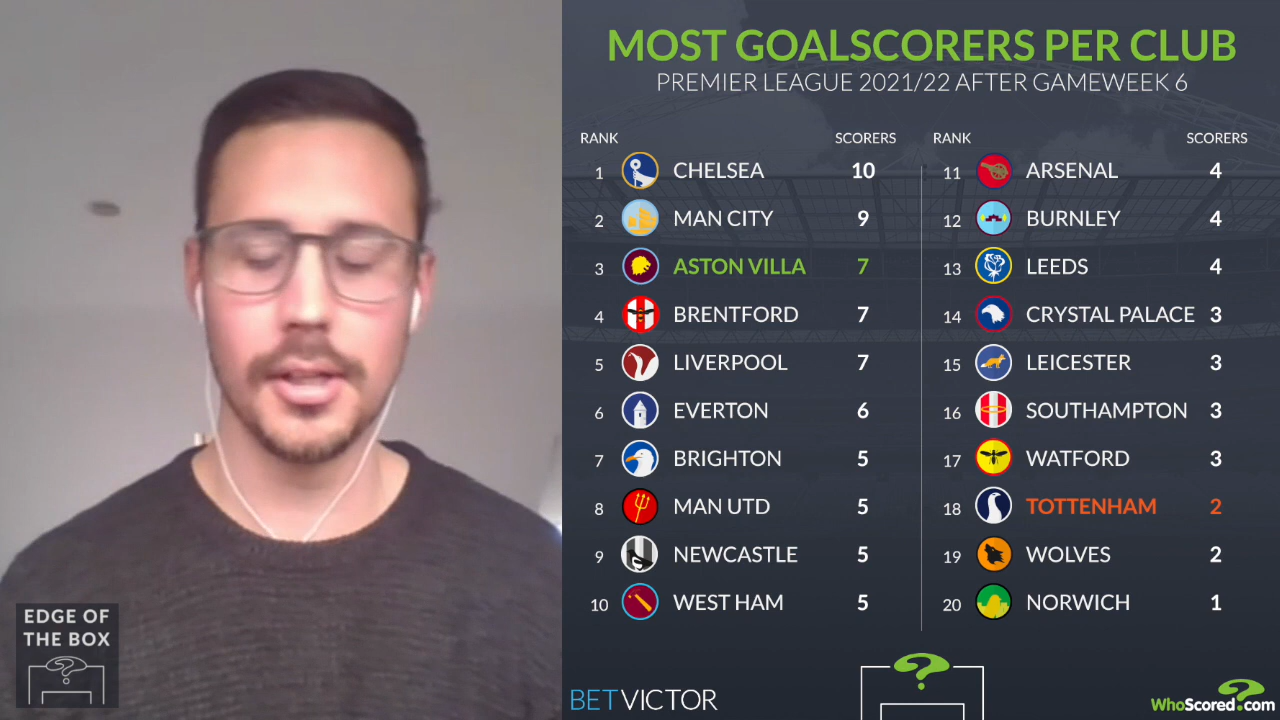 MOST GOALSCORERS PER CLUB
PREMIER LEAGUE 2021/22 AFTER GAMEWEEK 6
RANK SCORERS
1 CHELSEA 10
2 MAN CITY 9
3 ASTON VILLA 7
4 BRENTFORD 7
5 LIVERPOOL 7
6 EVERTON 6
7 BRIGHTON 5
8 MAN UTD 5
9 NEWCASTLE 5
10 WEST HAM 5
RANK SCORERS
11 ARSENAL 4
12 BURNLEY 4
13 LEEDS 4
14 CRYSTAL PALACE 3
15 LEICESTER 3
16 SOUTHAMPTON 3
17 WATFORD 3
18 TOTTENHAM 2
19 WOLVES 2
20 NORWICH 1
EDGE OF
THE BOX
?
BETVICTOR
?
WhoScored?com